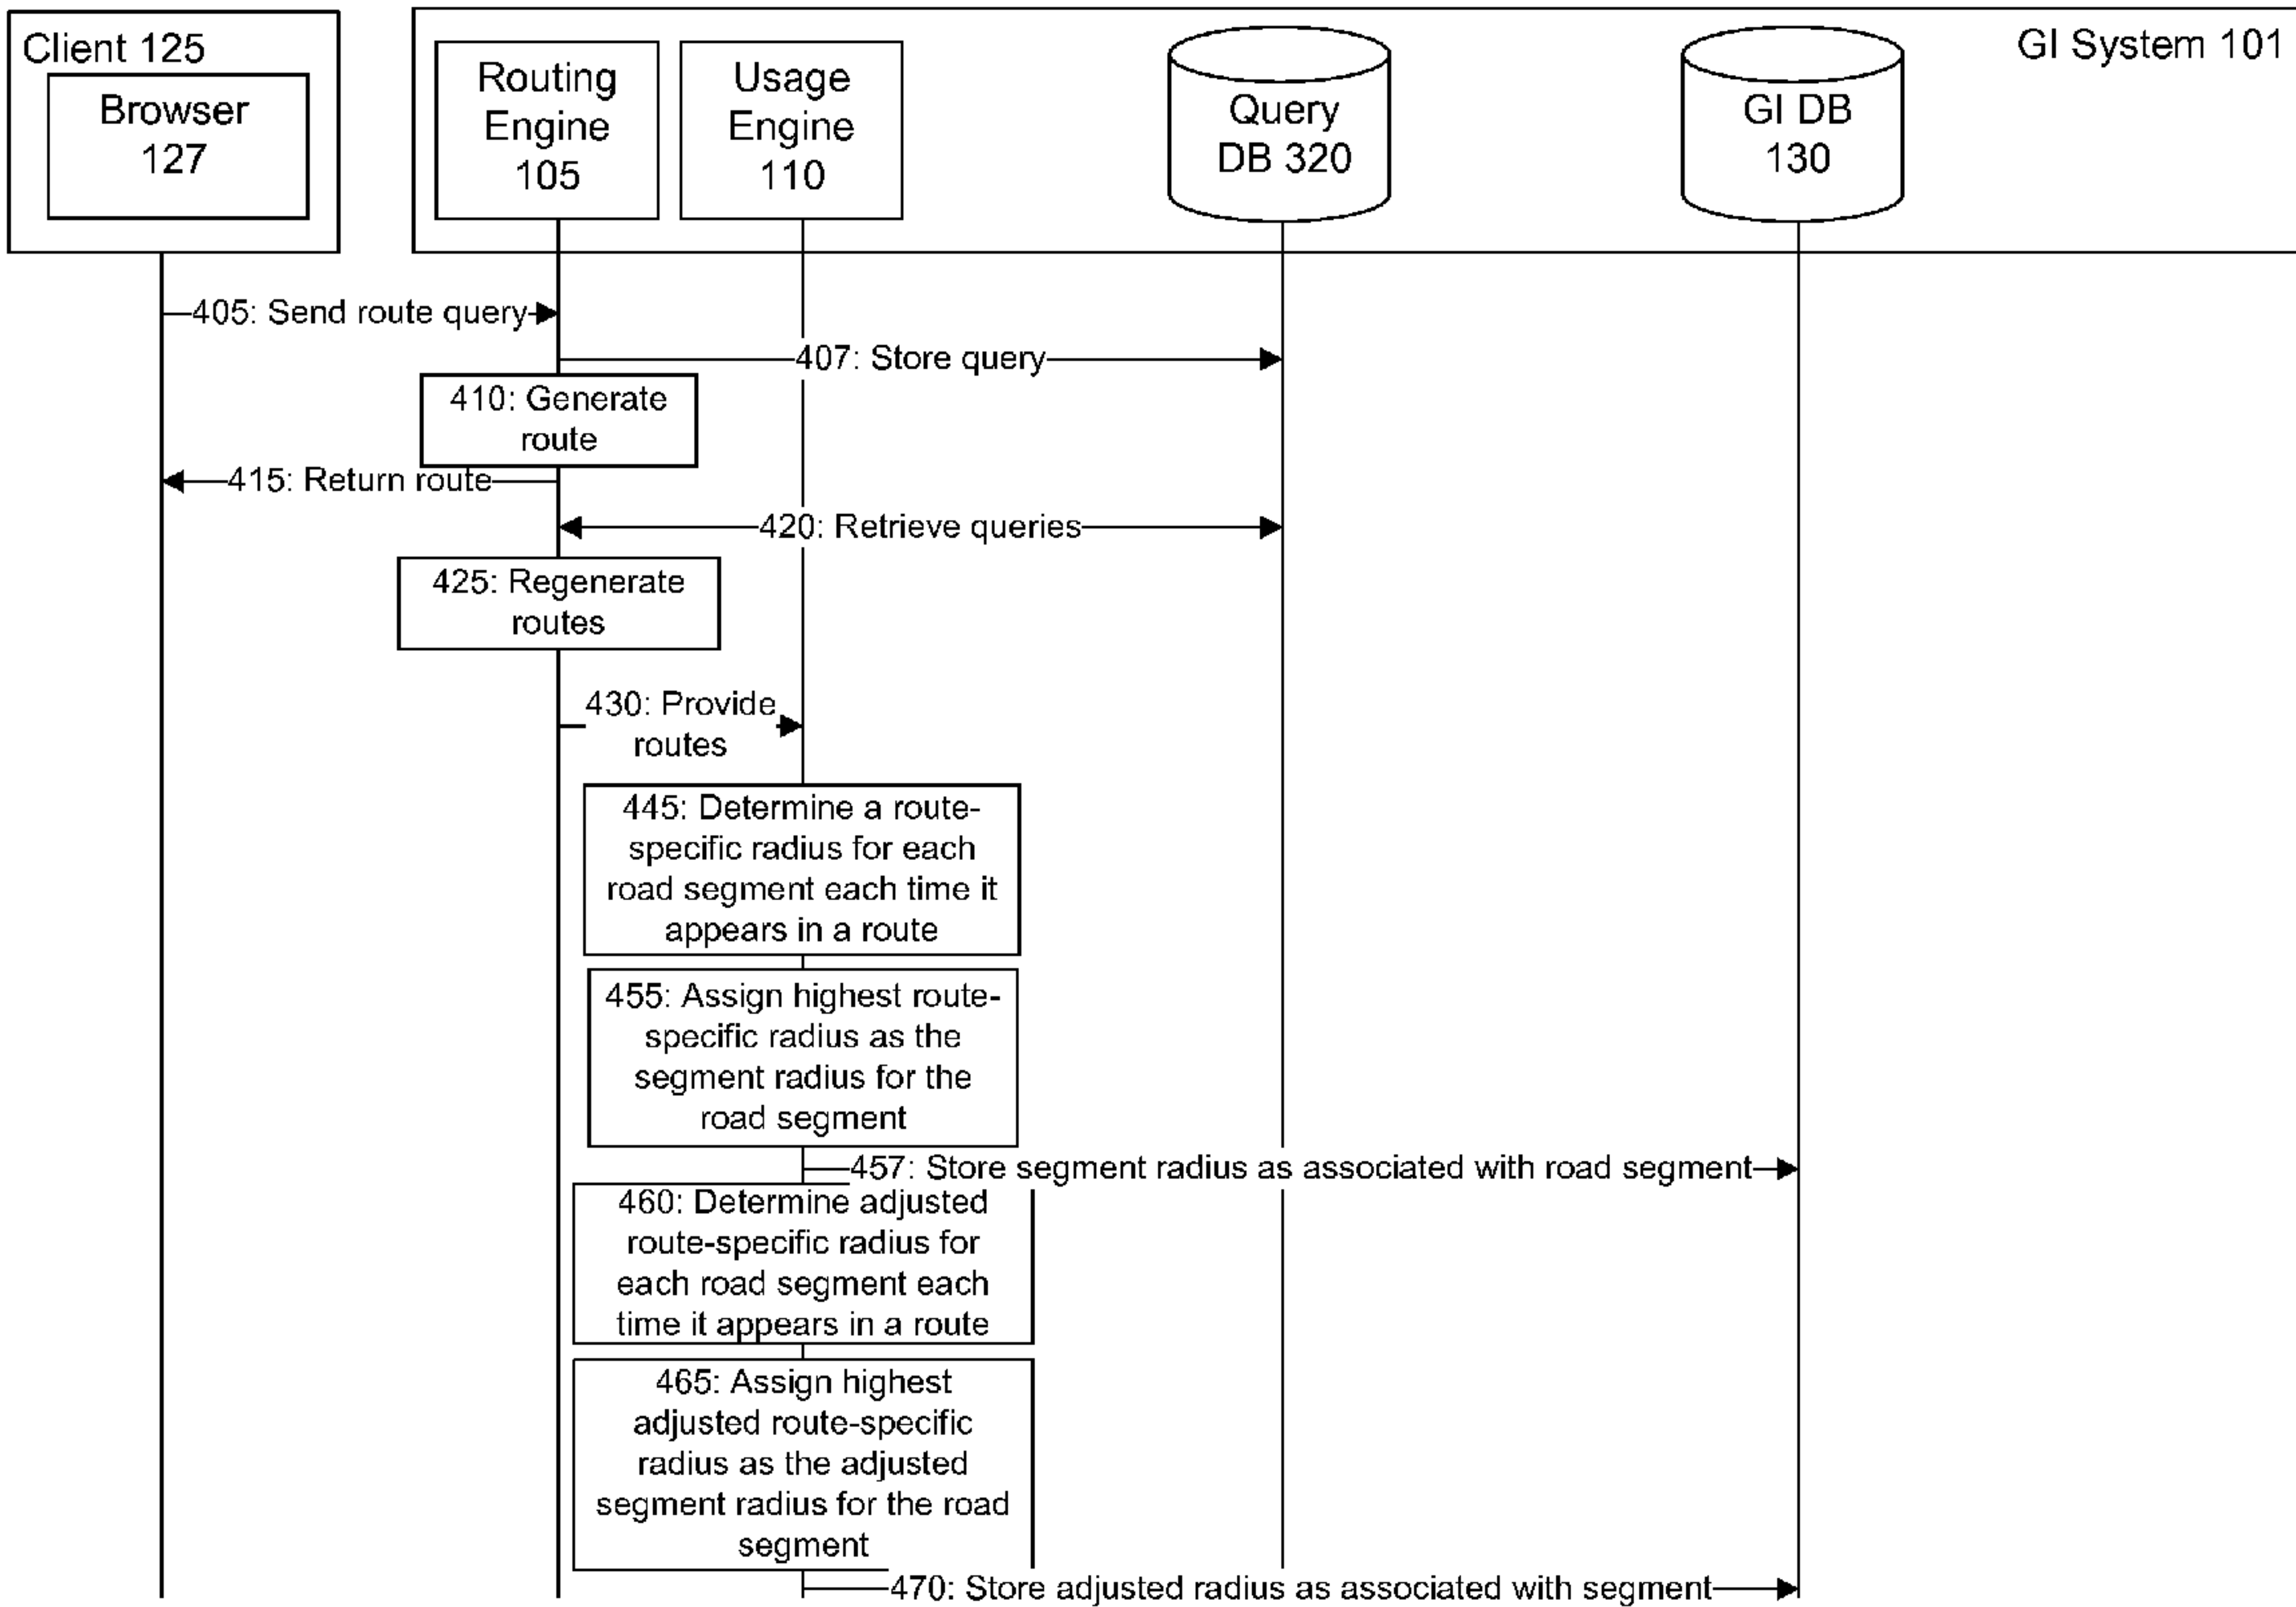 Client 125
Browser
127
Routing
Engine
105
Usage
Engine
110
Query
DB 320
GI DB
130
GI System 101
405: Send route query
407: Store query
410: Generate
route
415: Return route
420: Retrieve queries
425: Regenerate
routes
430: Provide
routes
445: Determine a route-
specific radius for each
road segment each time it
appears in a route
455: Assign highest route-
specific radius as the
segment radius for the
road segment
457: Store segment radius as associated with road segment
460: Determine adjusted
route-specific radius for
each road segment each
time it appears in a route
465: Assign highest
adjusted route-specific
radius as the adjusted
segment radius for the road
segment
470: Store adjusted radius as associated with segment